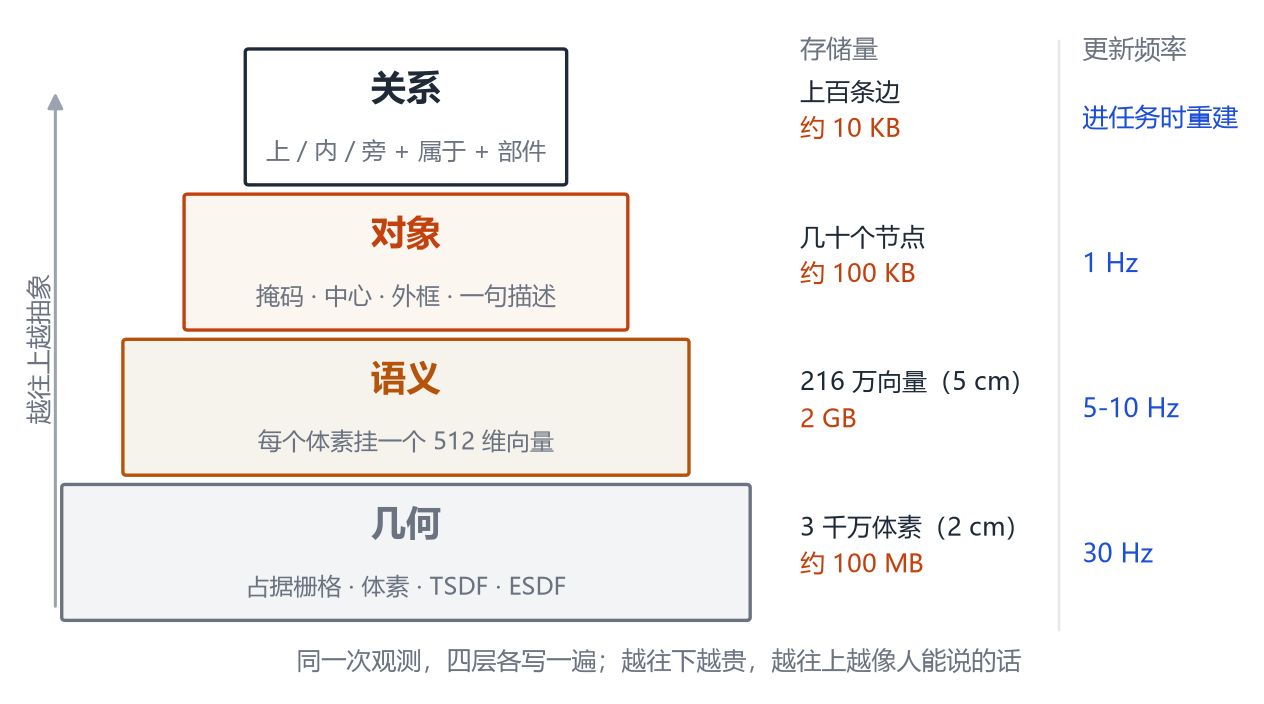 存储量
更新频率
关系
上 / 内 / 旁 + 属于 + 部件
上百条边
约 10 KB
进任务时重建
对象
掩码 · 中心 · 外框 · 一句描述
几十个节点
约 100 KB
1 Hz
语义
每个体素挂一个 512 维向量
216 万向量（5 cm）
2 GB
5-10 Hz
几何
占据栅格 · 体素 · TSDF · ESDF
3 千万体素（2 cm）
约 100 MB
30 Hz
越往上越抽象
同一次观测，四层各写一遍；越往下越贵，越往上越像人能说的话